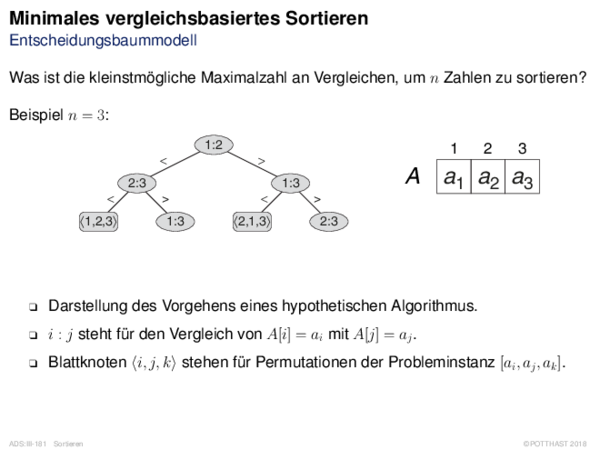 Minimales vergleichsbasiertes Sortieren
Entscheidungsbaummodell
Was ist die kleinstmögliche Maximalzahl an Vergleichen, um n Zahlen zu sortieren?
Beispiel n = 3:
1:2
< >
2:3 1:3
< > < >
⟨1,2,3⟩ 1:3 ⟨2,1,3⟩ 2:3
1 2 3
A a₁ a₂ a₃
❑ Darstellung des Vorgehens eines hypothetischen Algorithmus.
❑ i : j steht für den Vergleich von A[i] = aᵢ mit A[j] = aⱼ.
❑ Blattknoten ⟨i, j, k⟩ stehen für Permutationen der Probleminstanz [aᵢ, aⱼ, aₖ].
ADS:III-161 Sortieren ©POTTHAST 2018